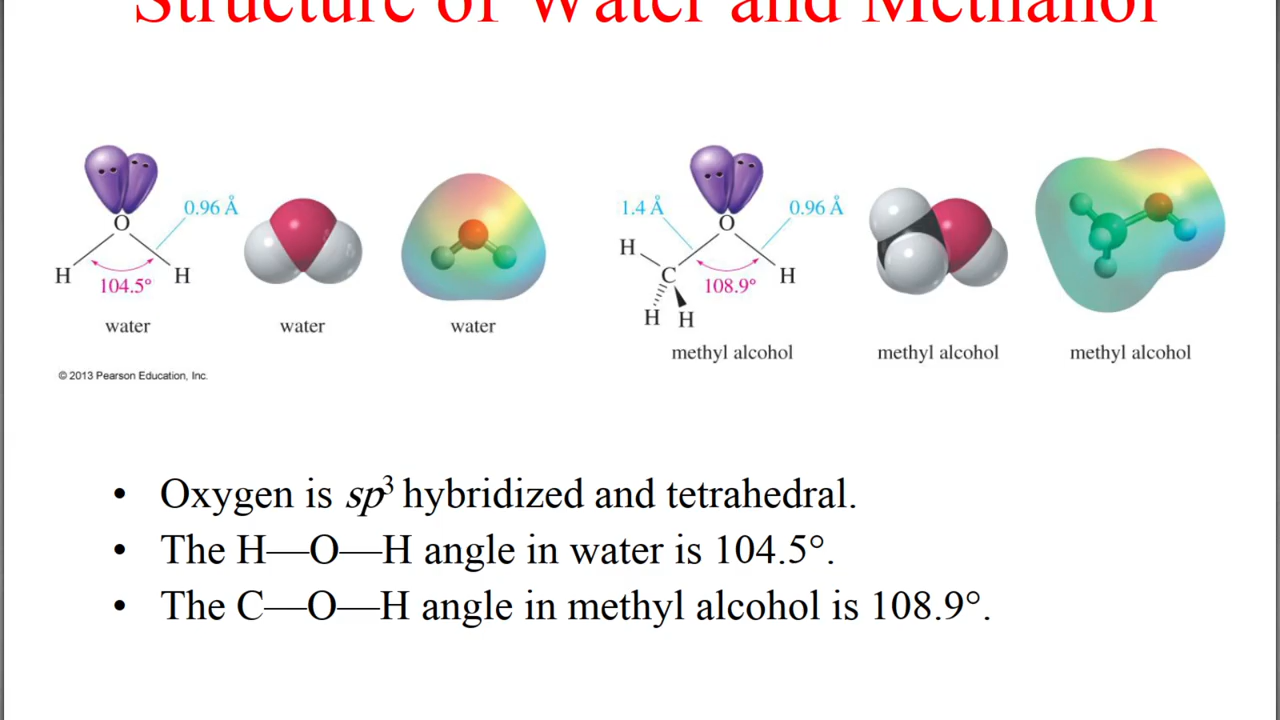 Structure of Water and Methanol
0.96 Å
O
H
H
104.5°
water
water
water
1.4 Å
0.96 Å
O
H
C
H
108.9°
H H
methyl alcohol
methyl alcohol
methyl alcohol
© 2013 Pearson Education, Inc.
• Oxygen is sp³ hybridized and tetrahedral.
• The H—O—H angle in water is 104.5°.
• The C—O—H angle in methyl alcohol is 108.9°.